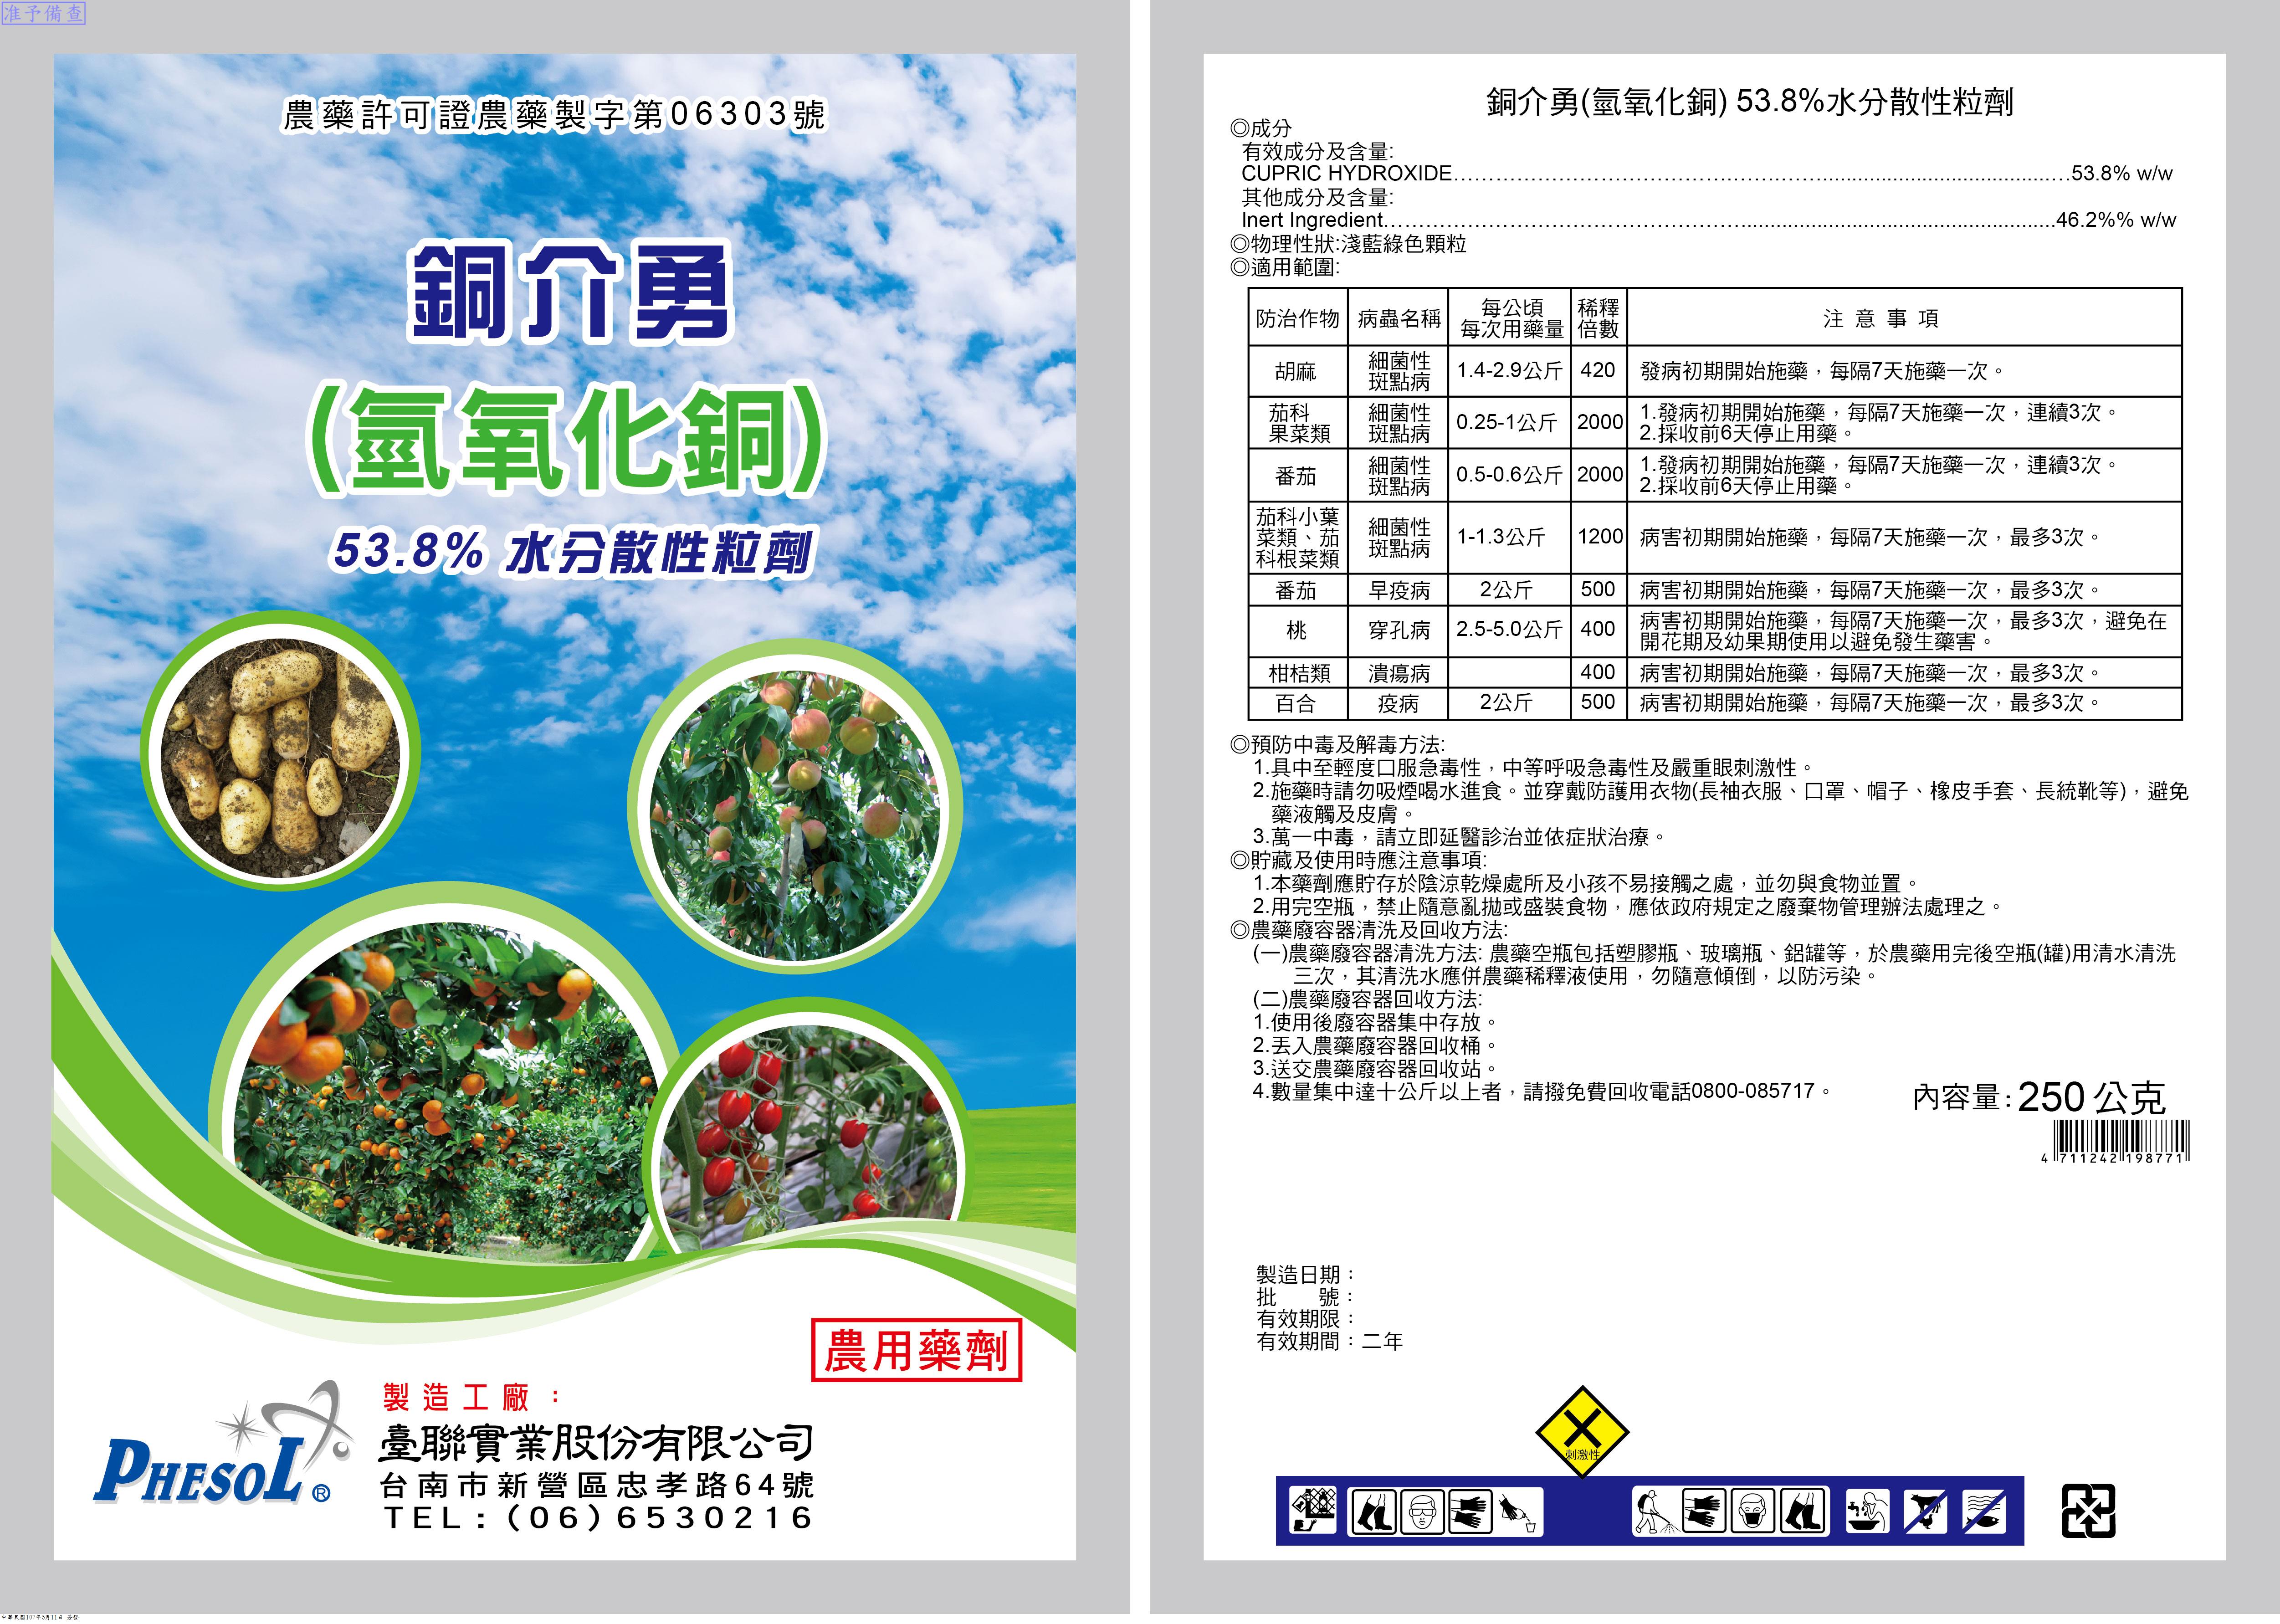 准予備查
農藥許可證農藥製字第06303號
銅介勇
(氫氧化銅)
53.8% 水分散性粒劑
農用藥劑
製造工廠：
臺聯實業股份有限公司
台南市新營區忠孝路64號
TEL:(06)6530216
PHESOL®
中華民國107年5月11日 簽發
銅介勇(氫氧化銅) 53.8%水分散性粒劑
◎成分
有效成分及含量:
CUPRIC HYDROXIDE……………………………………………………………………53.8% w/w
其他成分及含量:
Inert Ingredient……………………………………………………………………………46.2%% w/w
◎物理性狀:淺藍綠色顆粒
◎適用範圍:
防治作物 病蟲名稱 每公頃 稀釋 注意事項
每次用藥量 倍數
胡麻 細菌性 1.4-2.9公斤 420 發病初期開始施藥，每隔7天施藥一次。
斑點病
茄科 細菌性 0.25-1公斤 2000 1.發病初期開始施藥，每隔7天施藥一次，連續3次。
果菜類 斑點病 2.採收前6天停止用藥。
番茄 細菌性 0.5-0.6公斤 2000 1.發病初期開始施藥，每隔7天施藥一次，連續3次。
斑點病 2.採收前6天停止用藥。
茄科小葉
菜類、茄 細菌性 1-1.3公斤 1200 病害初期開始施藥，每隔7天施藥一次，最多3次。
科根菜類 斑點病
番茄 早疫病 2公斤 500 病害初期開始施藥，每隔7天施藥一次，最多3次。
桃 穿孔病 2.5-5.0公斤 400 病害初期開始施藥，每隔7天施藥一次，最多3次，避免在
開花期及幼果期使用以避免發生藥害。
柑桔類 潰瘍病 400 病害初期開始施藥，每隔7天施藥一次，最多3次。
百合 疫病 2公斤 500 病害初期開始施藥，每隔7天施藥一次，最多3次。
◎預防中毒及解毒方法:
1.具中至輕度口服急毒性，中等呼吸急毒性及嚴重眼刺激性。
2.施藥時請勿吸煙喝水進食。並穿戴防護用衣物(長袖衣服、口罩、帽子、橡皮手套、長統靴等)，避免
藥液觸及皮膚。
3.萬一中毒，請立即延醫診治並依症狀治療。
◎貯藏及使用時應注意事項:
1.本藥劑應貯存於陰涼乾燥處所及小孩不易接觸之處，並勿與食物並置。
2.用完空瓶，禁止隨意亂拋或盛裝食物，應依政府規定之廢棄物管理辦法處理之。
◎農藥廢容器清洗及回收方法:
(一)農藥廢容器清洗方法: 農藥空瓶包括塑膠瓶、玻璃瓶、鋁罐等，於農藥用完後空瓶(罐)用清水清洗
三次，其清洗水應併農藥稀釋液使用，勿隨意傾倒，以防污染。
(二)農藥廢容器回收方法:
1.使用後廢容器集中存放。
2.丟入農藥廢容器回收桶。
3.送交農藥廢容器回收站。
4.數量集中達十公斤以上者，請撥免費回收電話0800-085717。
內容量:250公克
4 711242 198771
製造日期：
批　　號：
有效期限：
有效期間：二年
刺激性